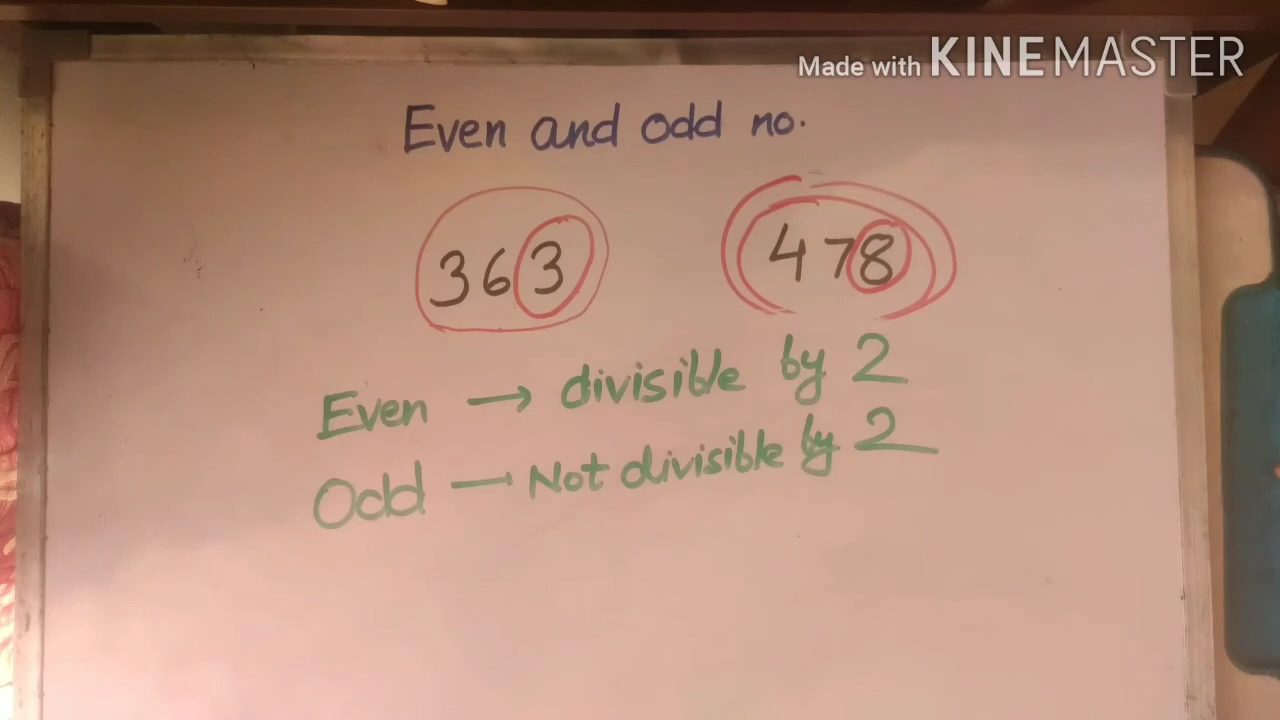 Made with KINEMASTER
Even and odd no.
363 478
Even → divisible by 2
Odd — Not divisible by 2